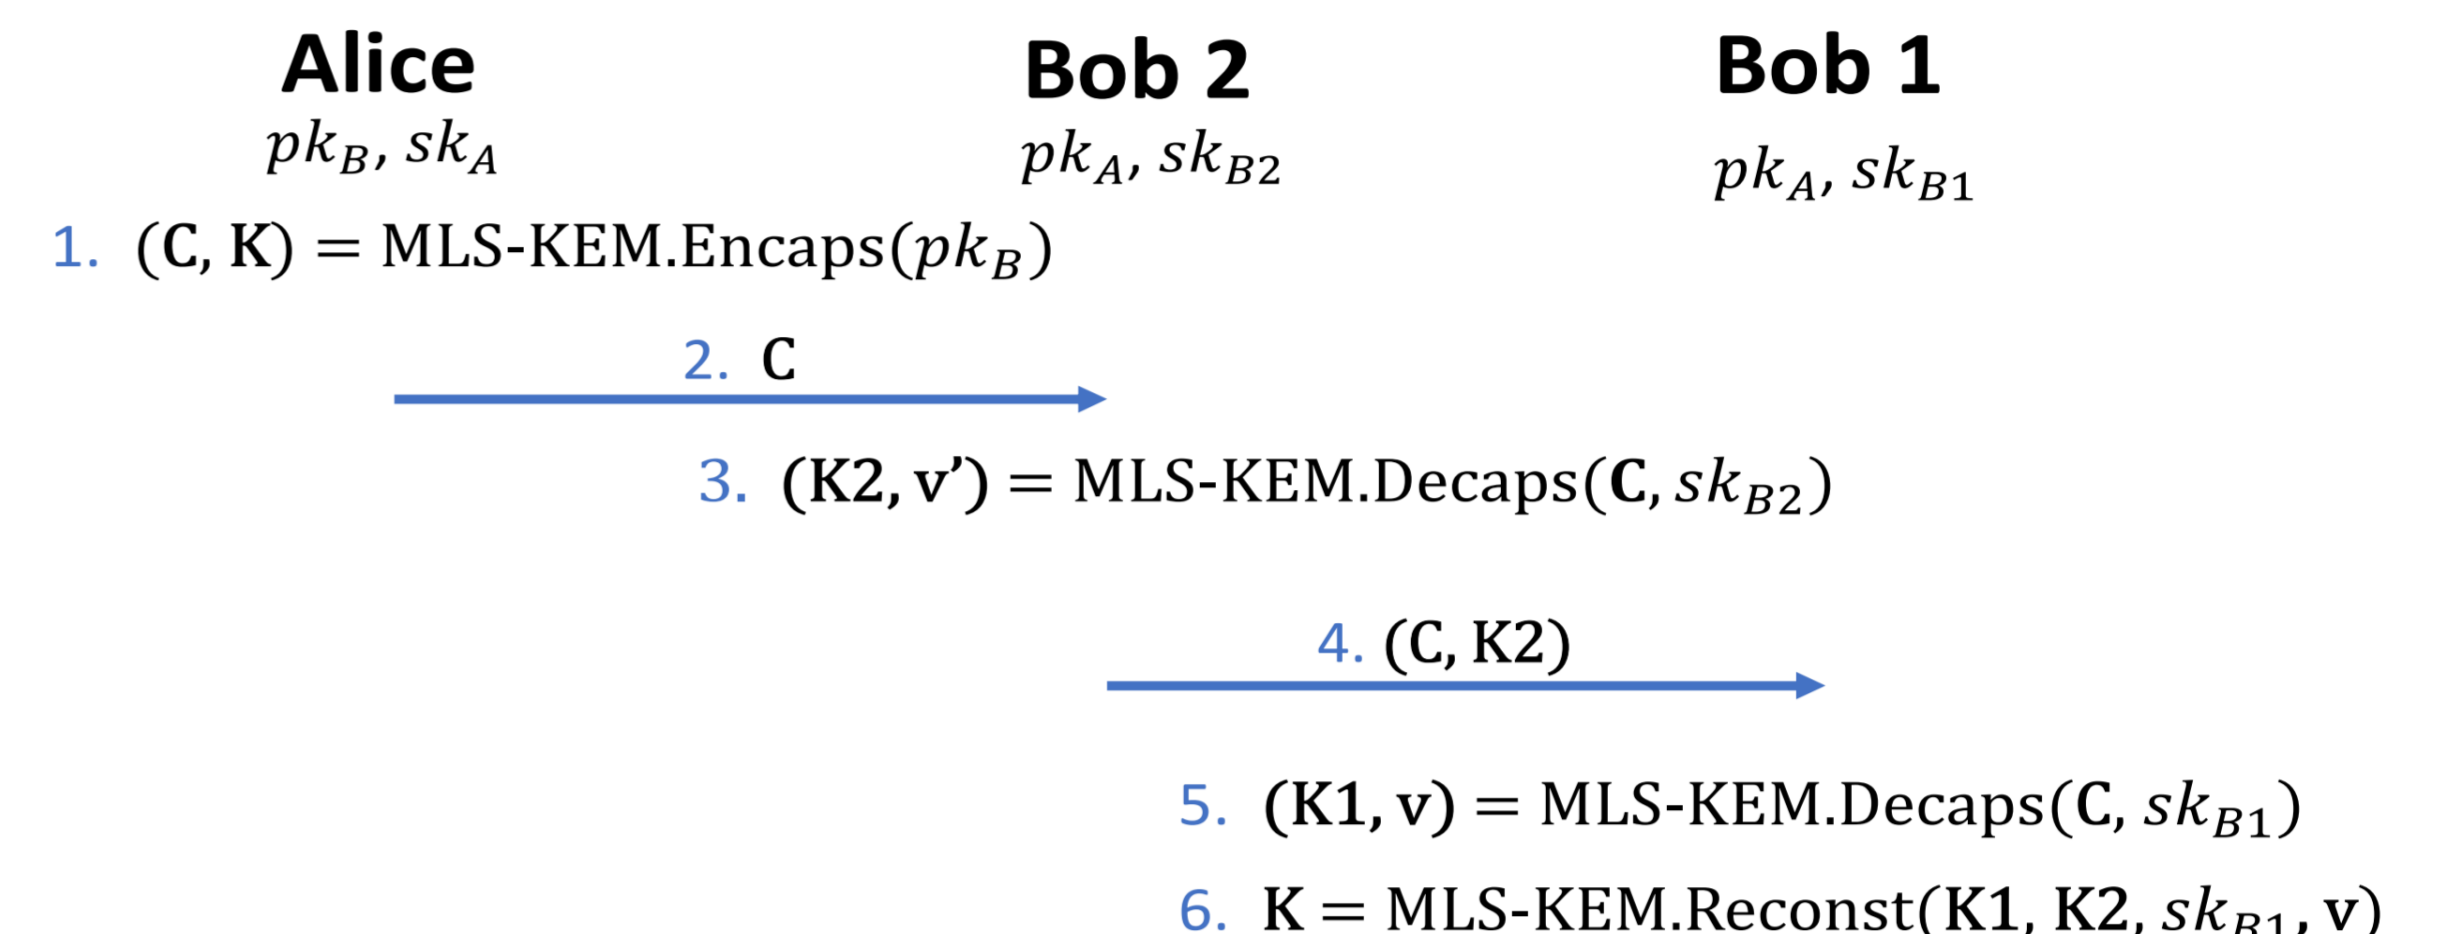 Alice Bob 2 Bob 1
pk_B, sk_A pk_A, sk_B2 pk_A, sk_B1
1. (C, K) = MLS-KEM.Encaps(pk_B)
2. C
3. (K2, v’) = MLS-KEM.Decaps(C, sk_B2)
4. (C, K2)
5. (K1, v) = MLS-KEM.Decaps(C, sk_B1)
6. K = MLS-KEM.Reconst(K1, K2, sk_B1, v)